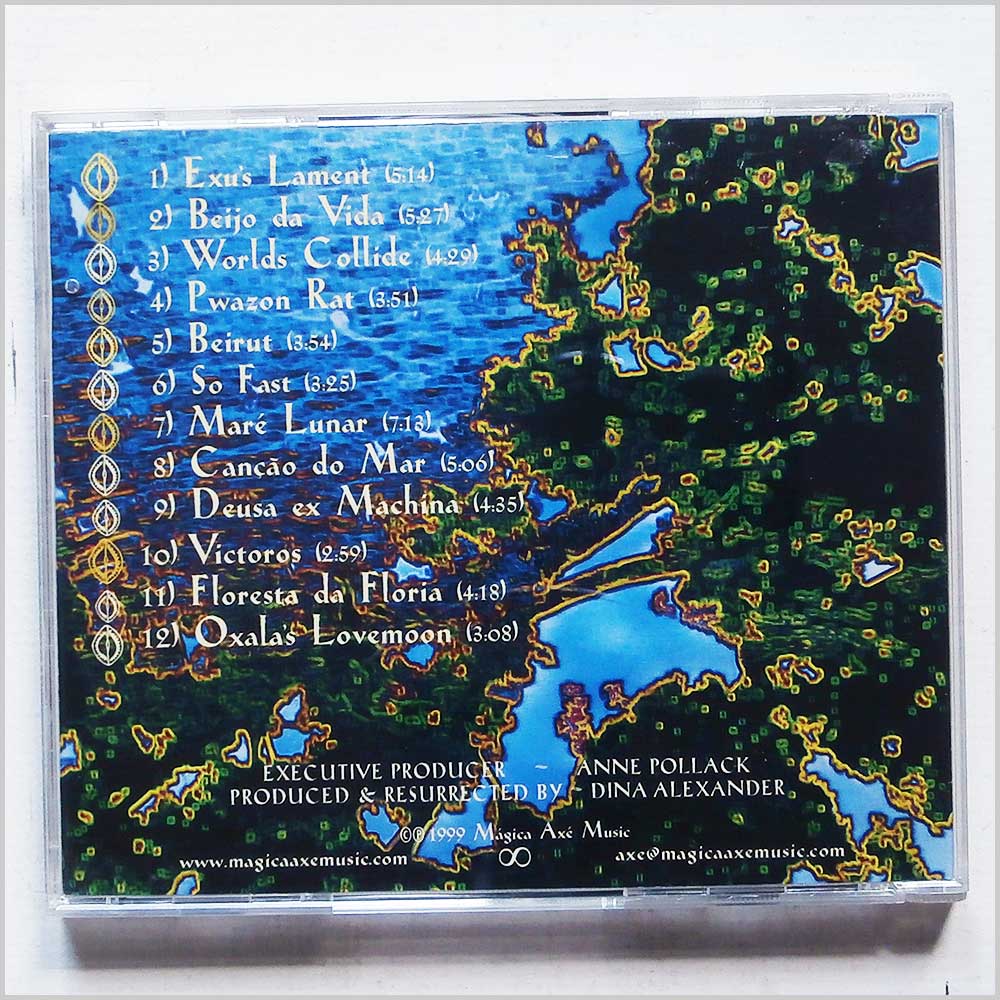 1) Exu's Lament (5:14)
2) Beijo da Vida (5:27)
3) Worlds Collide (4:29)
4) Pwazon Rat (3:51)
5) Beirut (3:54)
6) So Fast (3:25)
7) Maré Lunar (7:13)
8) Canção do Mar (5:06)
9) Deusa ex Machina (4:35)
10) Victoros (2:59)
11) Floresta da Floria (4:18)
12) Oxala's Lovemoon (3:08)
EXECUTIVE PRODUCER ~ ANNE POLLACK
PRODUCED & RESURRECTED BY ~ DINA ALEXANDER
©℗ 1999 Mágica Axé Music
www.magicaaxemusic.com axe@magicaaxemusic.com